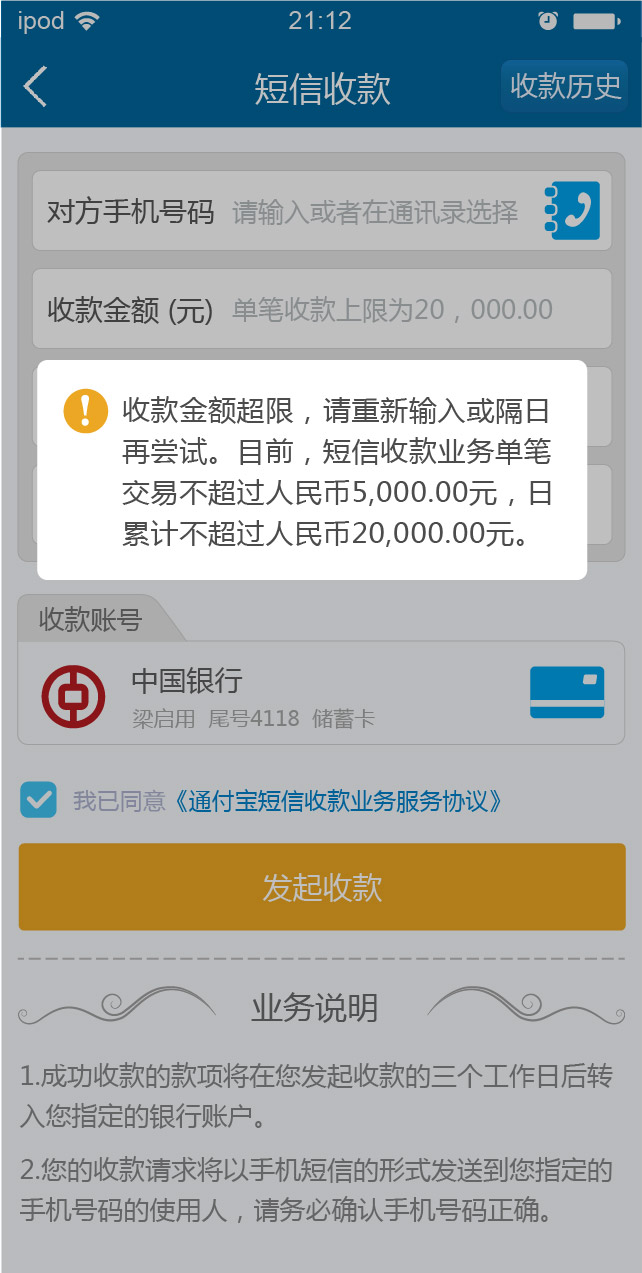 ipod 21:12
短信收款 收款历史
对方手机号码 请输入或者在通讯录选择
收款金额 (元) 单笔收款上限为20，000.00
收款金额超限，请重新输入或隔日
再尝试。目前，短信收款业务单笔
交易不超过人民币5,000.00元，日
累计不超过人民币20,000.00元。
收款账号
中国银行
梁启用 尾号4118 储蓄卡
我已同意《通付宝短信收款业务服务协议》
发起收款
业务说明
1.成功收款的款项将在您发起收款的三个工作日后转
入您指定的银行账户。
2.您的收款请求将以手机短信的形式发送到您指定的
手机号码的使用人，请务必确认手机号码正确。